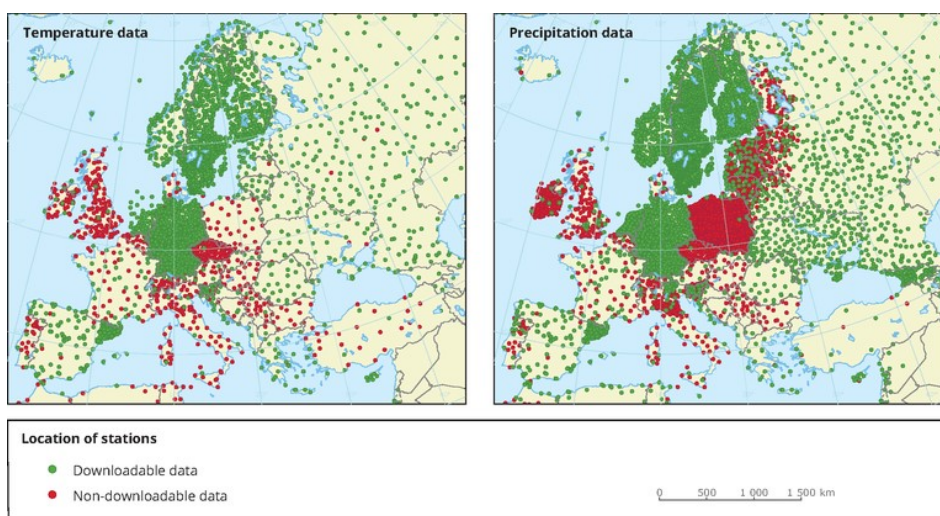 Temperature data
Precipitation data
Location of stations
Downloadable data
Non-downloadable data
0 500 1 000 1 500 km